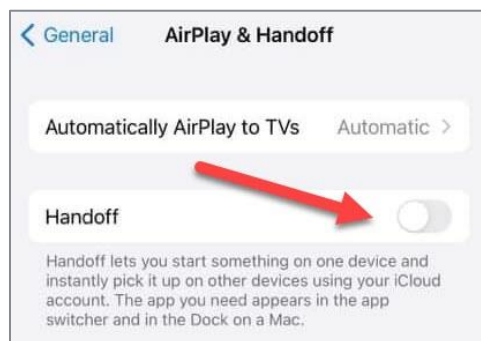 General AirPlay & Handoff
Automatically AirPlay to TVs Automatic
Handoff
Handoff lets you start something on one device and
instantly pick it up on other devices using your iCloud
account. The app you need appears in the app
switcher and in the Dock on a Mac.